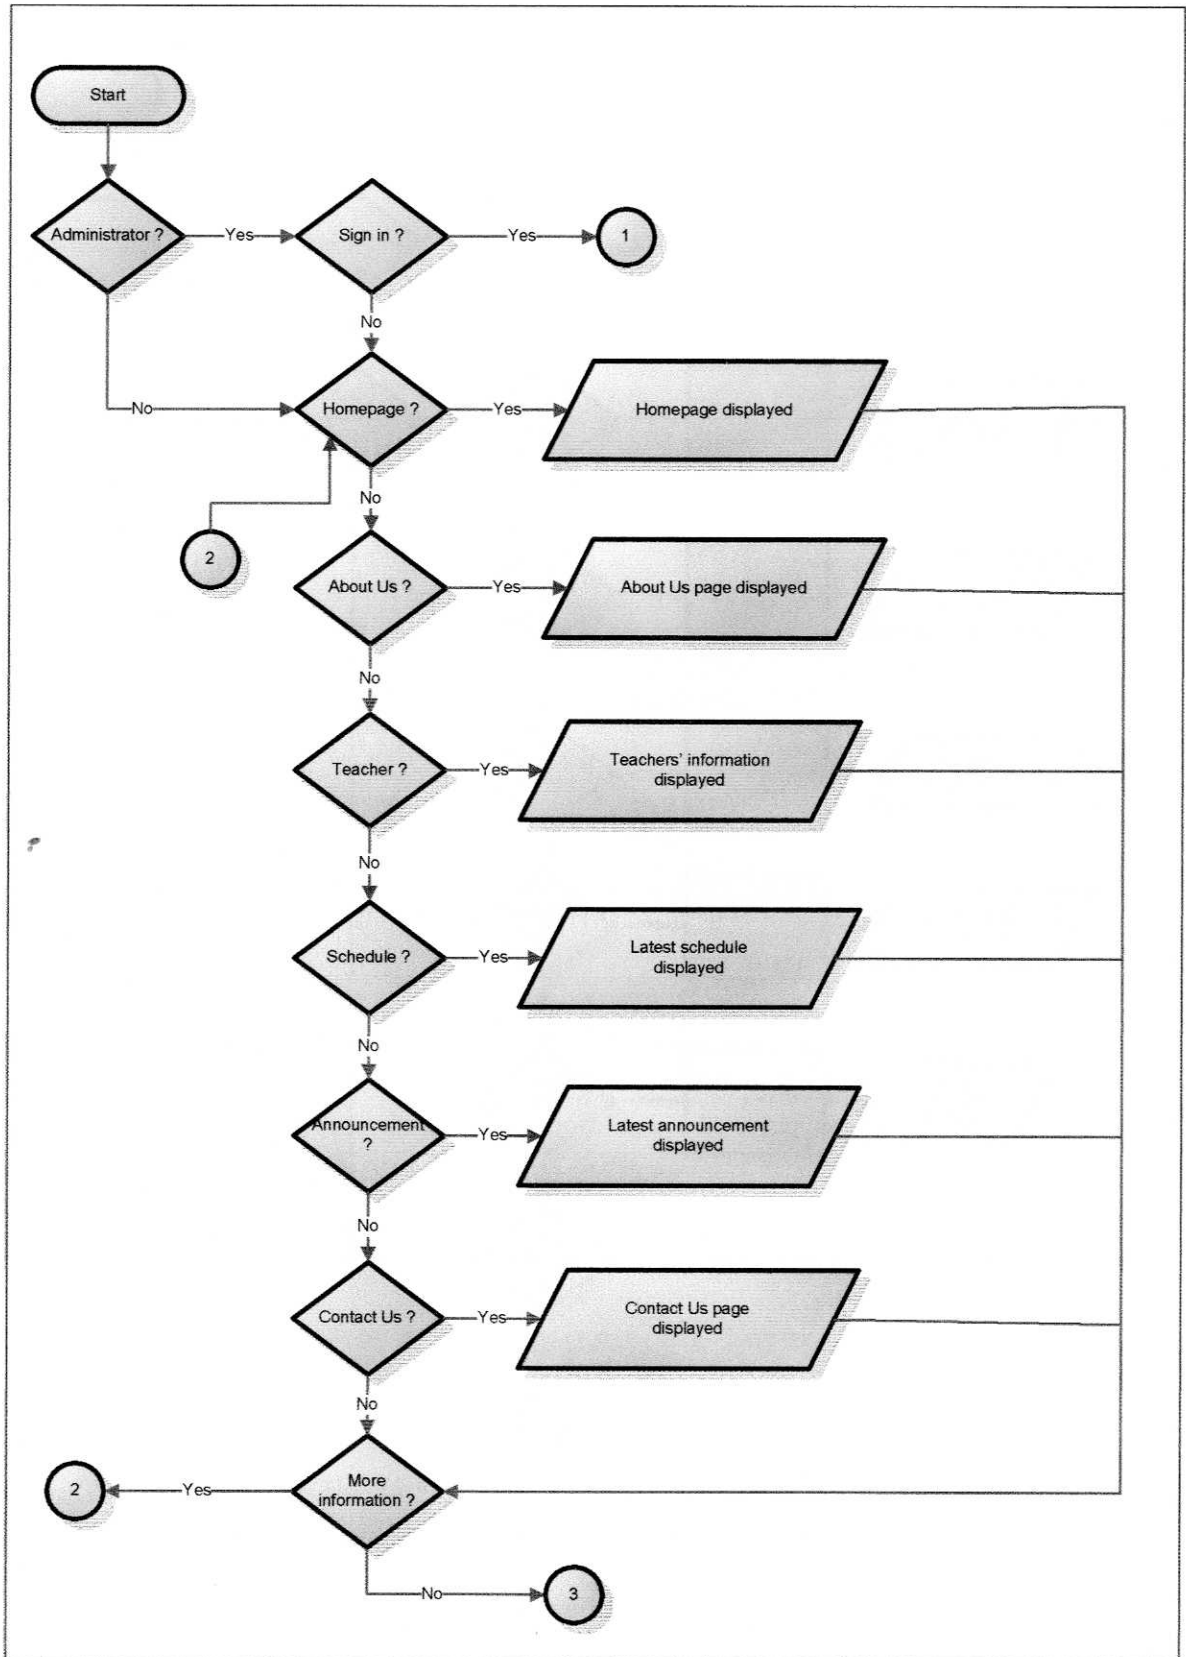 Start
Administrator ?
Yes
Sign in ?
Yes
1
No
No
Homepage ?
Yes
Homepage displayed
No
2
About Us ?
Yes
About Us page displayed
No
Teacher ?
Yes
Teachers' information
displayed
No
Schedule ?
Yes
Latest schedule
displayed
No
Announcement
?
Yes
Latest announcement
displayed
No
Contact Us ?
Yes
Contact Us page
displayed
No
More
information ?
Yes
2
No
3